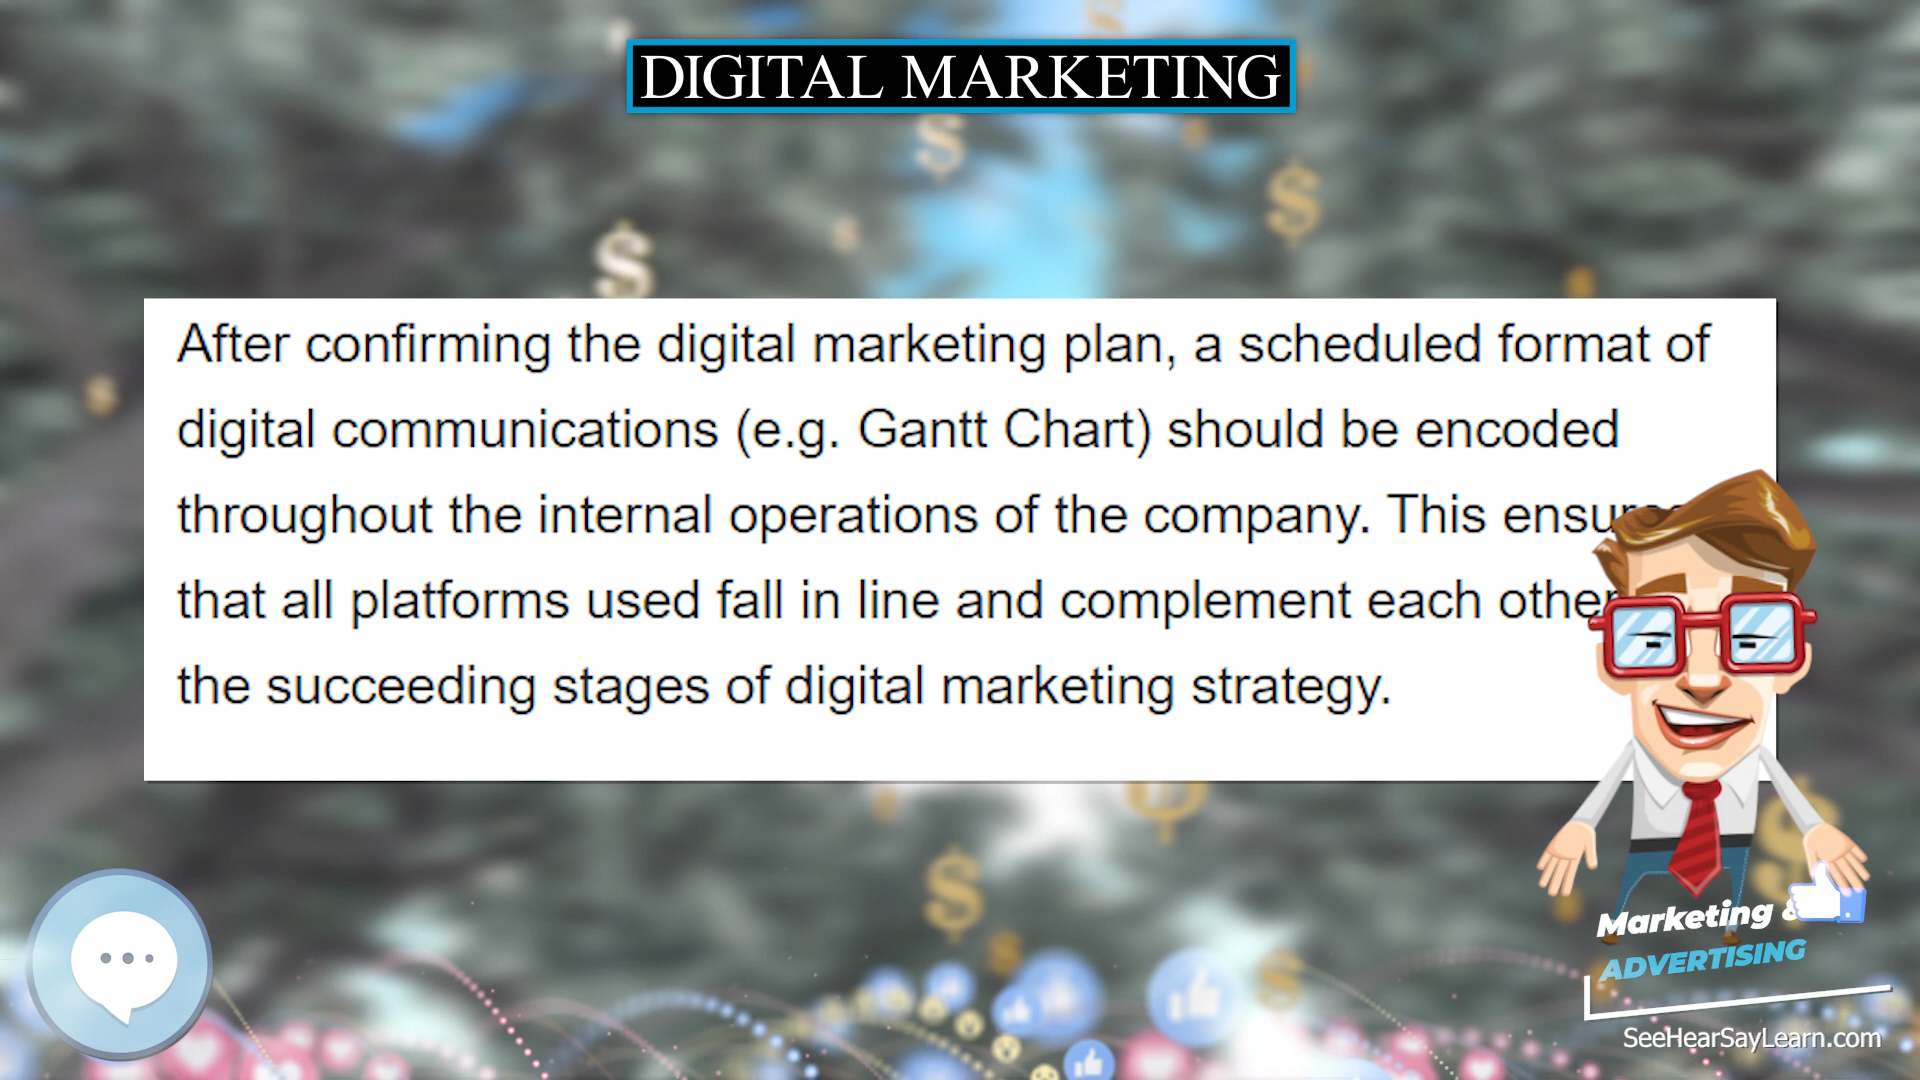 DIGITAL MARKETING
After confirming the digital marketing plan, a scheduled format of
digital communications (e.g. Gantt Chart) should be encoded
throughout the internal operations of the company. This
that all platforms used fall in line and complement each other
the succeeding stages of digital marketing strategy.
Marketing &
ADVERTISING
SeeHearSayLearn.com